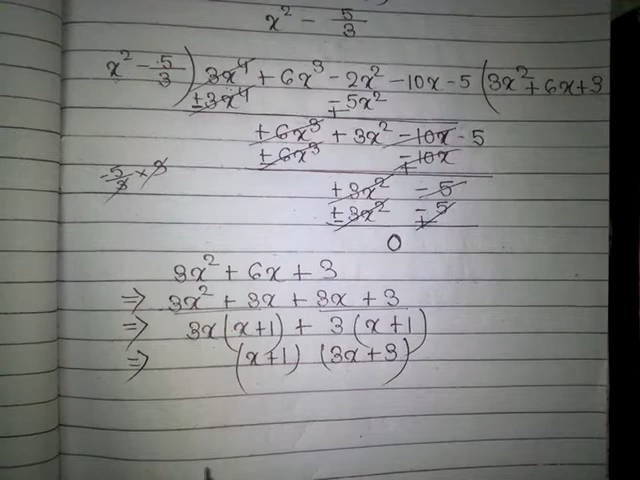 x² - 5/3
x² - 5/3 ) 3x⁴ + 6x³ - 2x² - 10x - 5 ( 3x² + 6x + 3
± 3x⁴ ∓ 5x²
+ 6x³ + 3x² - 10x - 5
± 6x³ ∓ 10x
-5/3 × 3
+ 3x² - 5
± 3x² ∓ 5
0
3x² + 6x + 3
⇒ 3x² + 3x + 3x + 3
⇒ 3x(x+1) + 3(x+1)
⇒ (x+1) (3x+3)